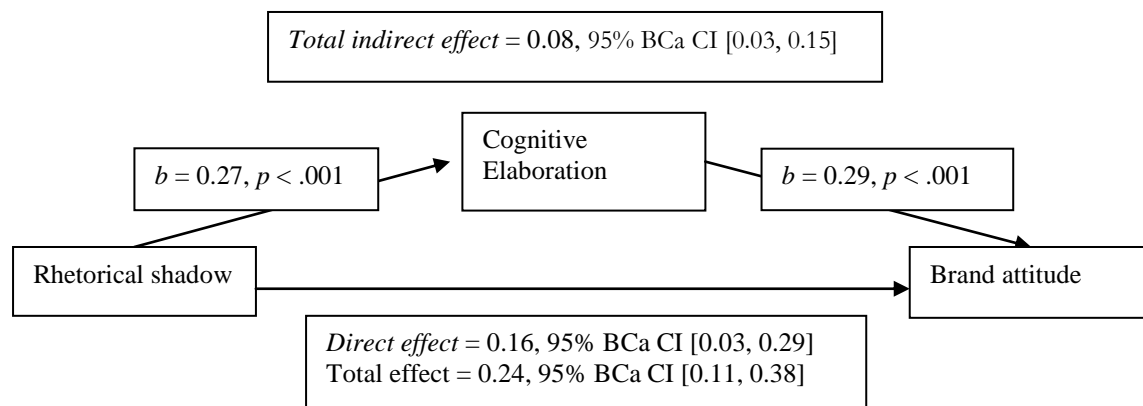 Total indirect effect = 0.08, 95% BCa CI [0.03, 0.15]
Cognitive
Elaboration
b = 0.27, p < .001
b = 0.29, p < .001
Rhetorical shadow
Brand attitude
Direct effect = 0.16, 95% BCa CI [0.03, 0.29]
Total effect = 0.24, 95% BCa CI [0.11, 0.38]